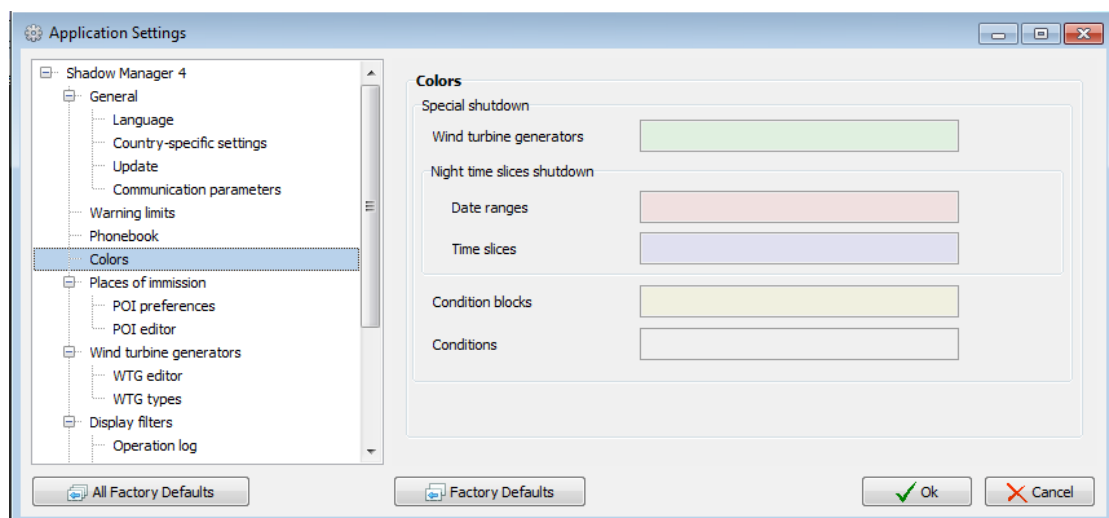 Application Settings
Shadow Manager 4
General
Language
Country-specific settings
Update
Communication parameters
Warning limits
Phonebook
Colors
Places of immission
POI preferences
POI editor
Wind turbine generators
WTG editor
WTG types
Display filters
Operation log
Colors
Special shutdown
Wind turbine generators
Night time slices shutdown
Date ranges
Time slices
Condition blocks
Conditions
All Factory Defaults
Factory Defaults
Ok
Cancel